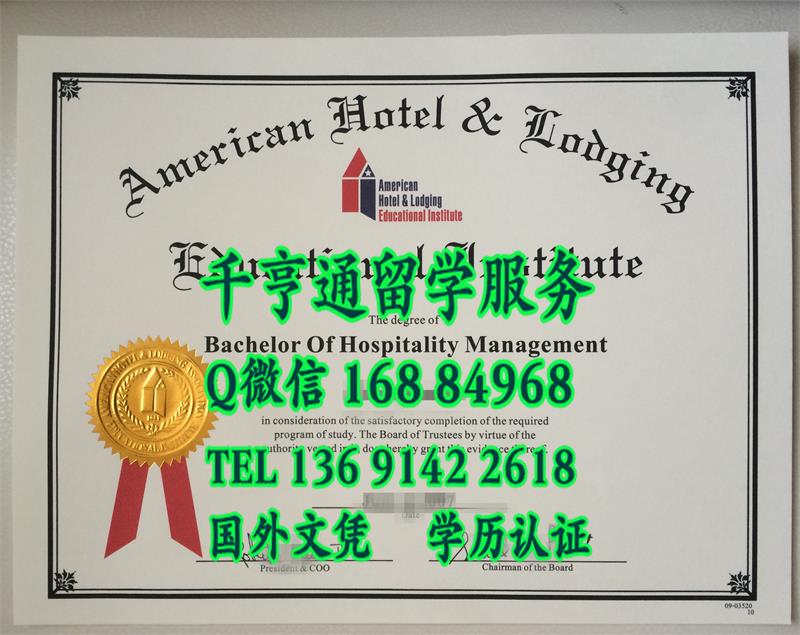 American Hotel & Lodging
American
Hotel & Lodging
Educational Institute
Educational Institute
千亨通留学服务
The degree of
Bachelor Of Hospitality Management
Q微信 168 84968
in consideration of the satisfactory completion of the required
program of study. The Board of Trustees by virtue of the
TEL 136 9142 2618
Date
国外文凭 学历认证
President & COO
Chairman of the Board
09-03520
10